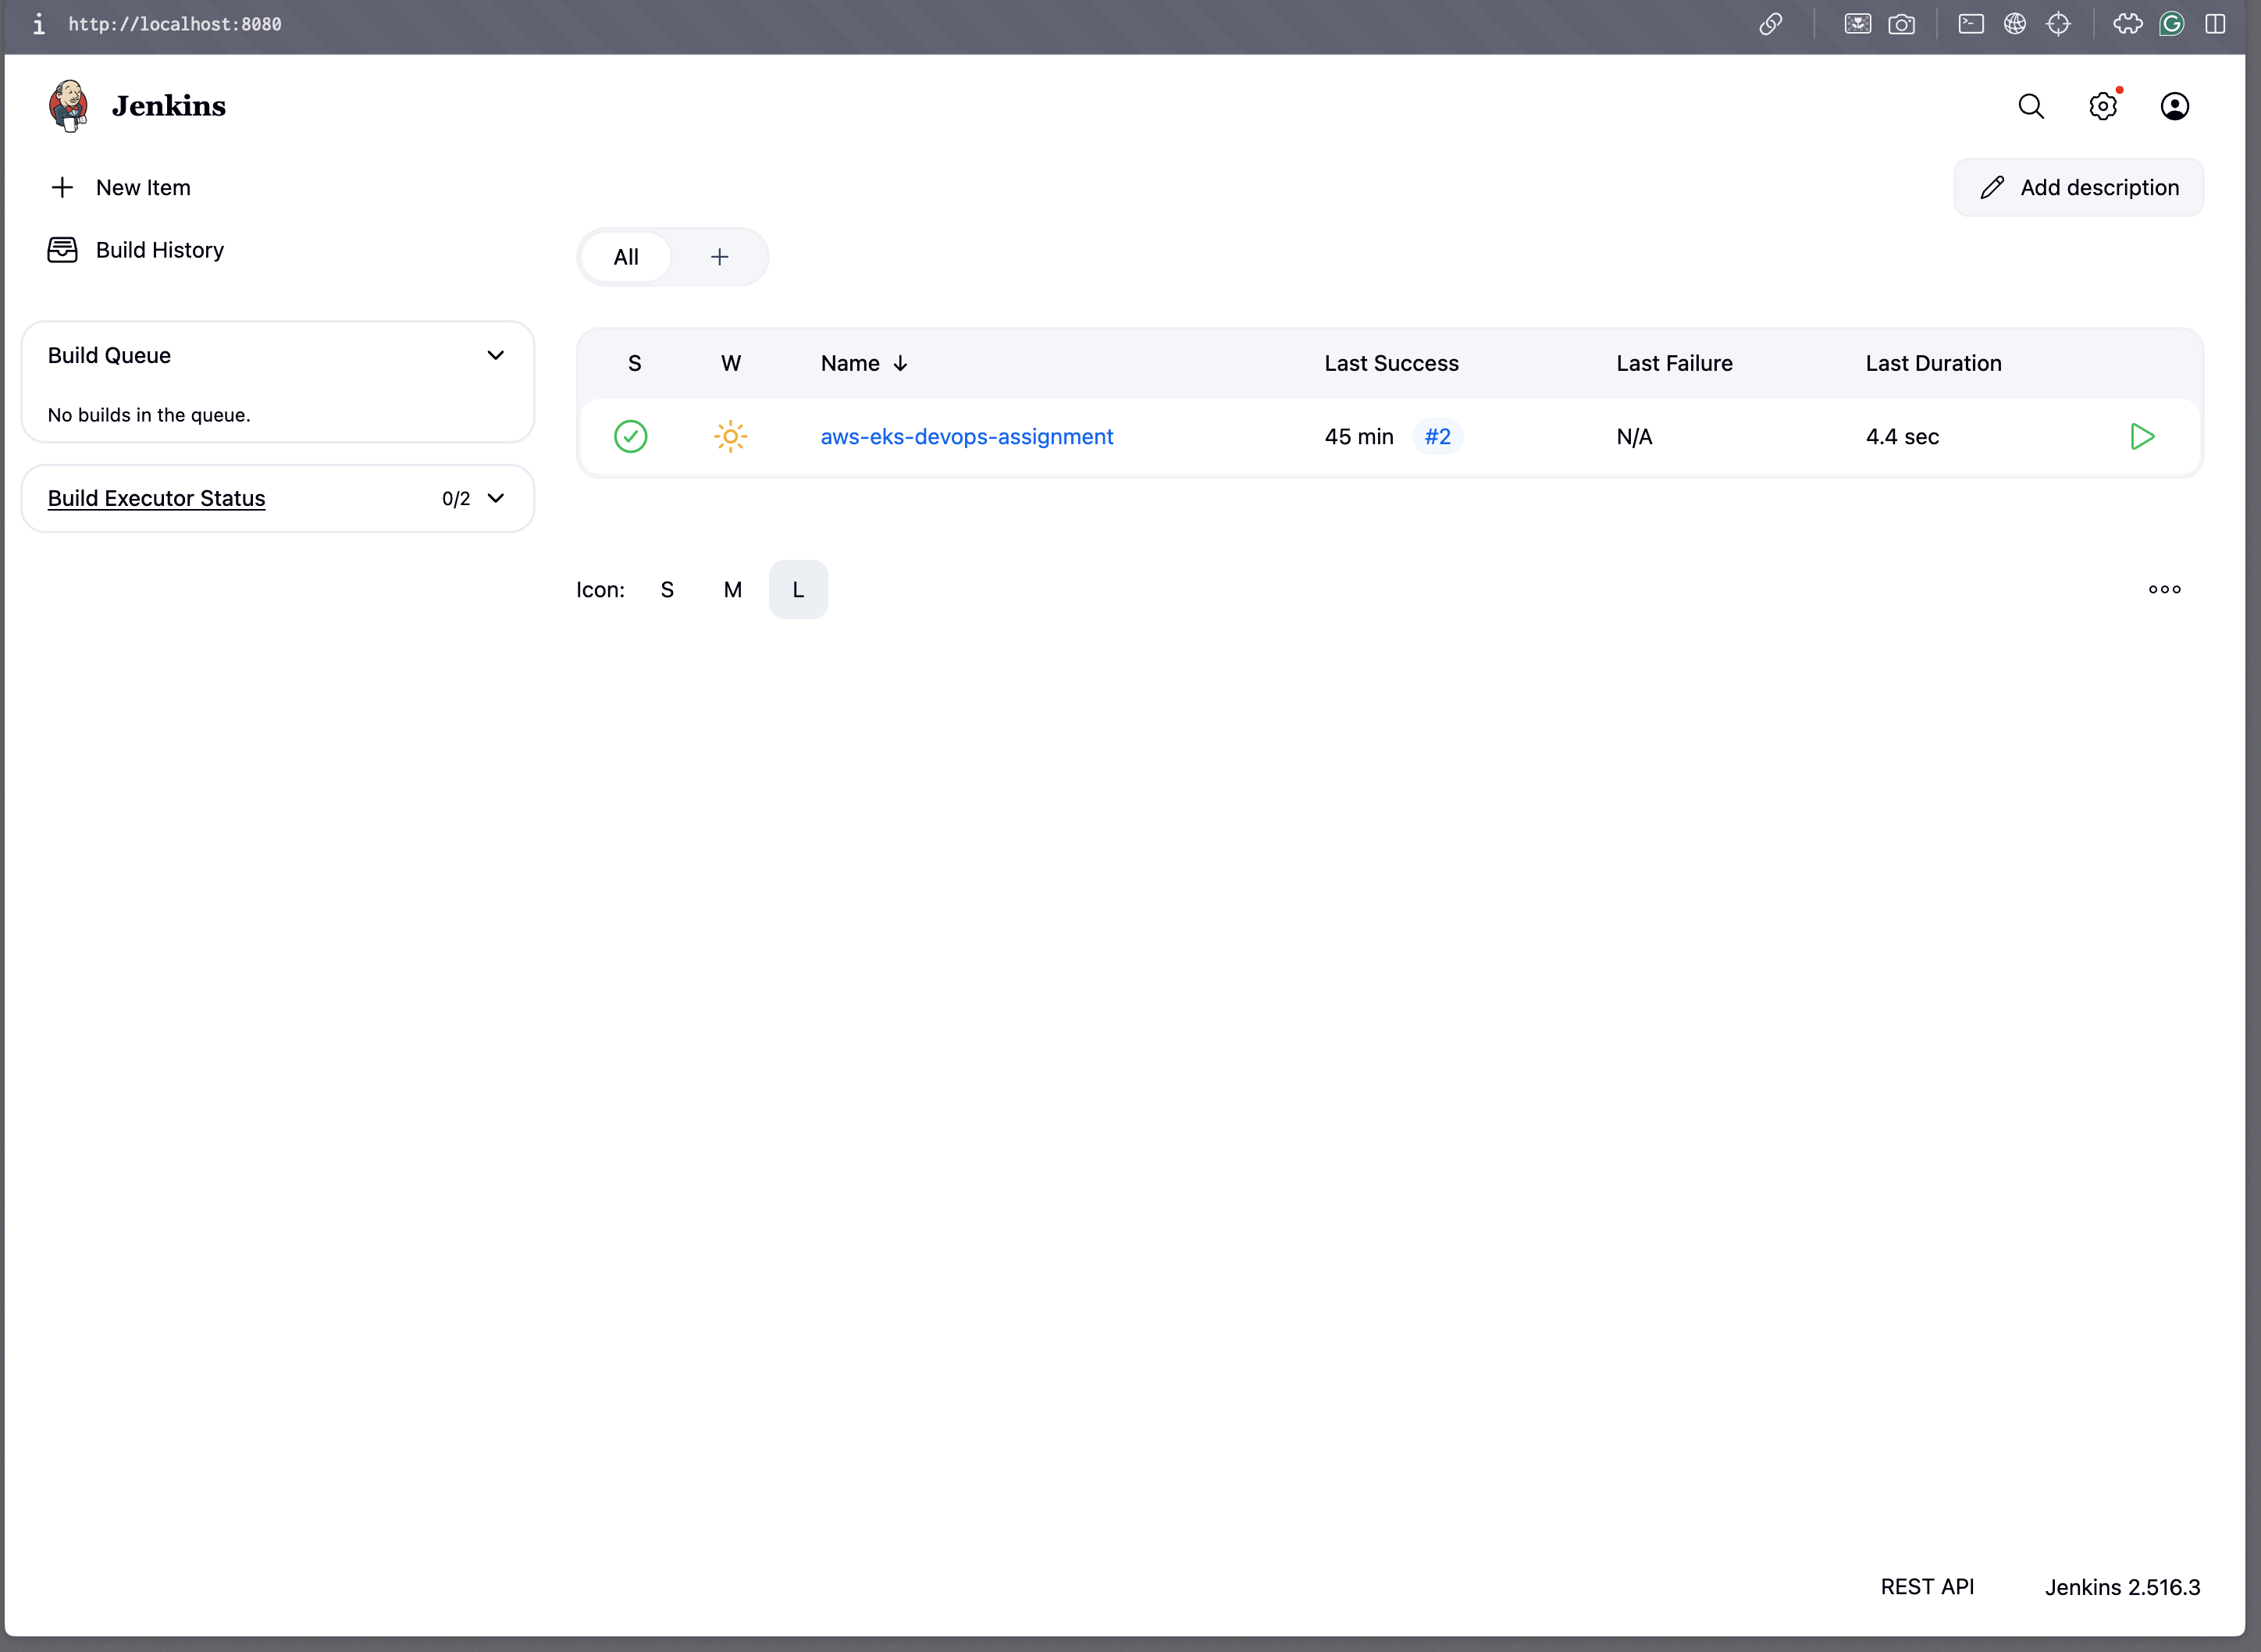 http://localhost:8080
Jenkins
New Item
Add description
Build History
All
Build Queue
No builds in the queue.
Build Executor Status 0/2
S W Name ↓ Last Success Last Failure Last Duration
aws-eks-devops-assignment 45 min #2 N/A 4.4 sec
Icon: S M L
REST API Jenkins 2.516.3